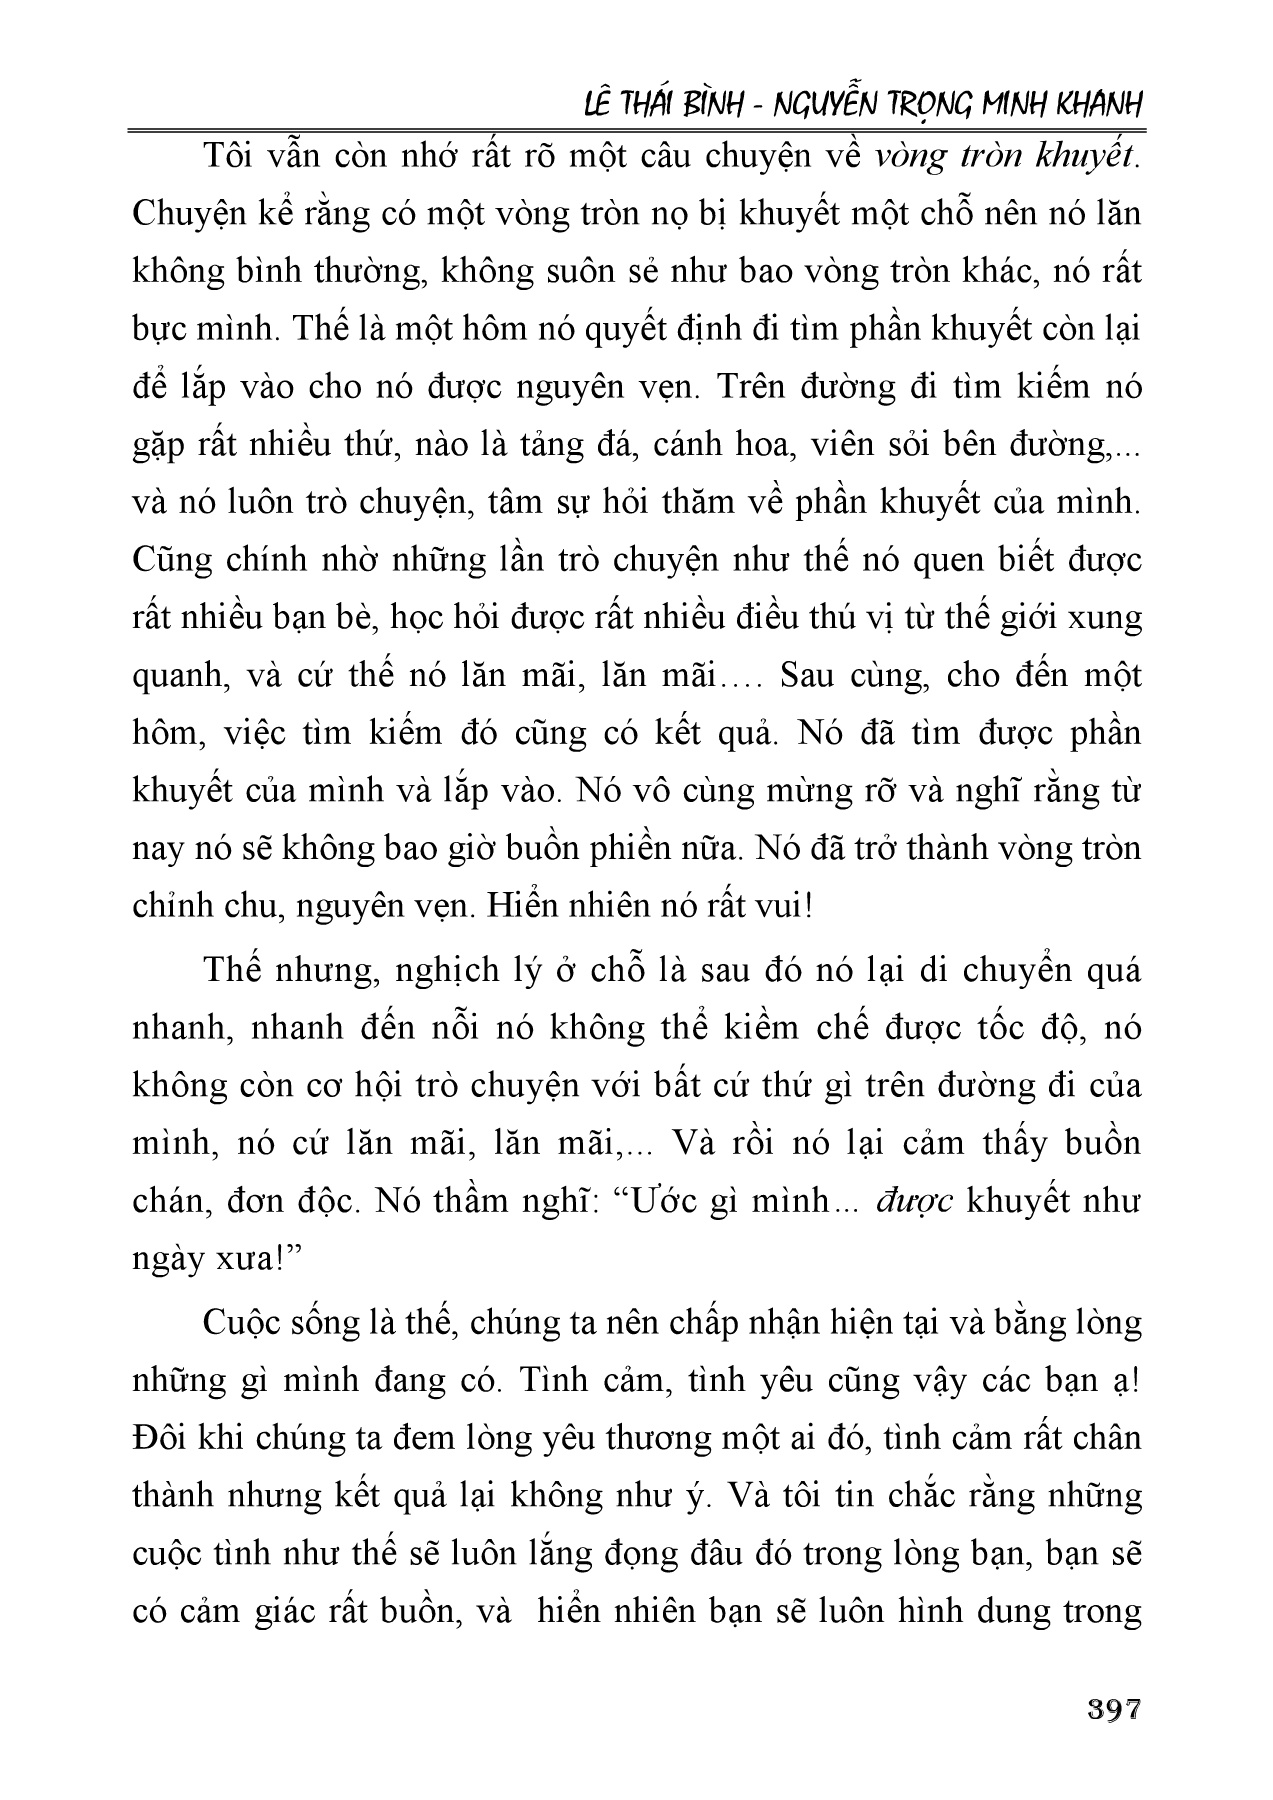 LÊ THÁI BÌNH - NGUYỄN TRỌNG MINH KHANH
Tôi vẫn còn nhớ rất rõ một câu chuyện về vòng tròn khuyết.
Chuyện kể rằng có một vòng tròn nọ bị khuyết một chỗ nên nó lăn
không bình thường, không suôn sẻ như bao vòng tròn khác, nó rất
bực mình. Thế là một hôm nó quyết định đi tìm phần khuyết còn lại
để lắp vào cho nó được nguyên vẹn. Trên đường đi tìm kiếm nó
gặp rất nhiều thứ, nào là tảng đá, cánh hoa, viên sỏi bên đường,...
và nó luôn trò chuyện, tâm sự hỏi thăm về phần khuyết của mình.
Cũng chính nhờ những lần trò chuyện như thế nó quen biết được
rất nhiều bạn bè, học hỏi được rất nhiều điều thú vị từ thế giới xung
quanh, và cứ thế nó lăn mãi, lăn mãi…. Sau cùng, cho đến một
hôm, việc tìm kiếm đó cũng có kết quả. Nó đã tìm được phần
khuyết của mình và lắp vào. Nó vô cùng mừng rỡ và nghĩ rằng từ
nay nó sẽ không bao giờ buồn phiền nữa. Nó đã trở thành vòng tròn
chỉnh chu, nguyên vẹn. Hiển nhiên nó rất vui!
Thế nhưng, nghịch lý ở chỗ là sau đó nó lại di chuyển quá
nhanh, nhanh đến nỗi nó không thể kiềm chế được tốc độ, nó
không còn cơ hội trò chuyện với bất cứ thứ gì trên đường đi của
mình, nó cứ lăn mãi, lăn mãi,... Và rồi nó lại cảm thấy buồn
chán, đơn độc. Nó thầm nghĩ: “Ước gì mình... được khuyết như
ngày xưa!”
Cuộc sống là thế, chúng ta nên chấp nhận hiện tại và bằng lòng
những gì mình đang có. Tình cảm, tình yêu cũng vậy các bạn ạ!
Đôi khi chúng ta đem lòng yêu thương một ai đó, tình cảm rất chân
thành nhưng kết quả lại không như ý. Và tôi tin chắc rằng những
cuộc tình như thế sẽ luôn lắng đọng đâu đó trong lòng bạn, bạn sẽ
có cảm giác rất buồn, và  hiển nhiên bạn sẽ luôn hình dung trong
397